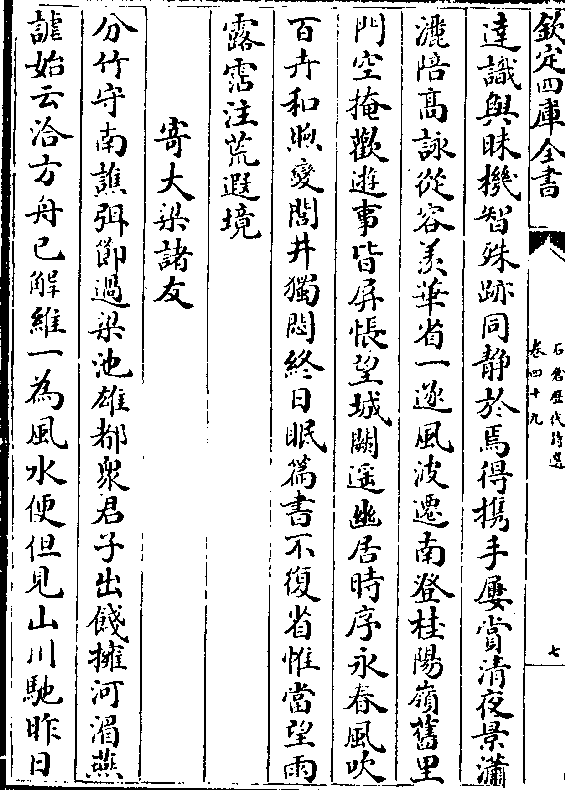 欽定四庫全書
石倉歷代詩選
卷四十九
七
達識與昧機智殊跡同靜於焉得攜手屢賞清夜景瀟
灑陪高詠從容羨華省一逐風波遷南登桂陽嶺舊里
門空掩歡遊事皆屏悵望城闕遥幽居時序永春風吹
百卉和煦變閭井獨悶終日眠篇書不復省惟當望雨
露霑注荒遐境
寄大梁諸友
分竹守南譙弭節過梁池雄都衆君子出餞擁河湄燕
謔始云洽方舟已解維一為風水便但見山川馳昨日